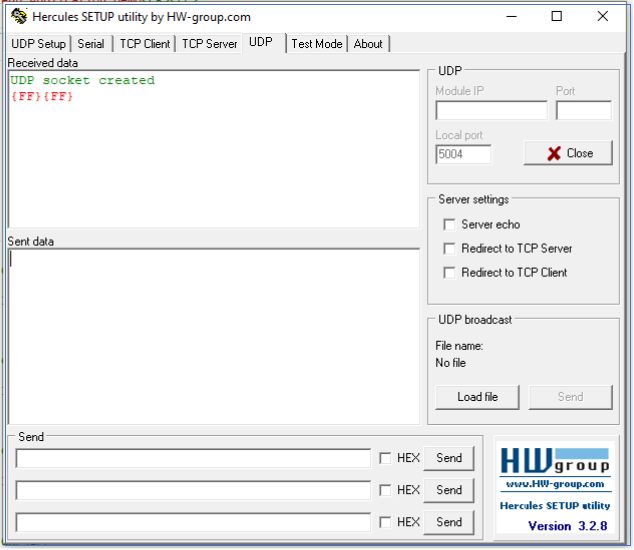 Hercules SETUP utility by HW-group.com
UDP Setup Serial TCP Client TCP Server UDP Test Mode About
Received data
UDP socket created
{FF}{FF}
Sent data
UDP
Module IP Port
Local port
5004 Close
Server settings
Server echo
Redirect to TCP Server
Redirect to TCP Client
UDP broadcast
File name:
No file
Load file Send
Send
HEX Send
HEX Send
HEX Send
HW group
www.HW-group.com
Hercules SETUP utility
Version 3.2.8